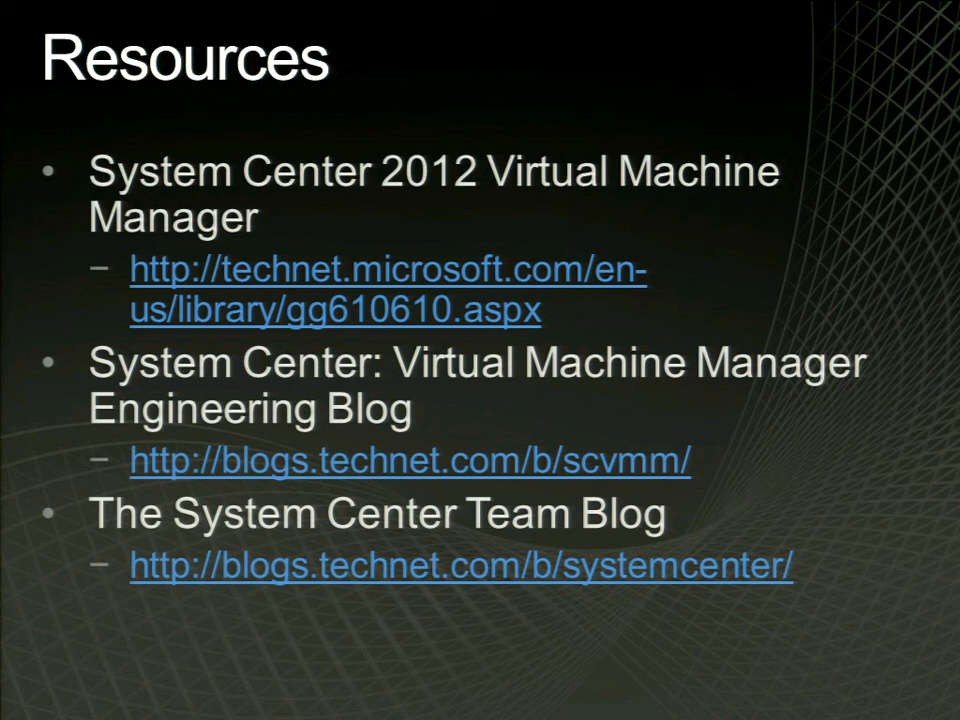 Resources
• System Center 2012 Virtual Machine
Manager
– http://technet.microsoft.com/en-
us/library/gg610610.aspx
• System Center: Virtual Machine Manager
Engineering Blog
– http://blogs.technet.com/b/scvmm/
• The System Center Team Blog
– http://blogs.technet.com/b/systemcenter/